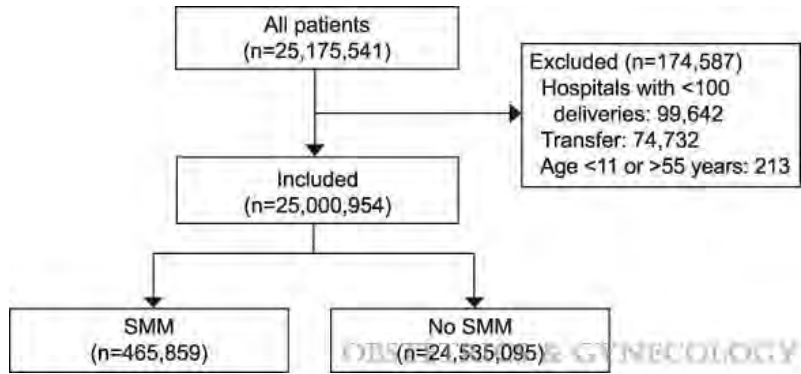 All patients
(n=25,175,541)
Excluded (n=174,587)
Hospitals with <100
deliveries: 99,642
Transfer: 74,732
Age <11 or >55 years: 213
Included
(n=25,000,954)
SMM
(n=465,859)
No SMM
(n=24,535,095)
& GYNECOLOGY